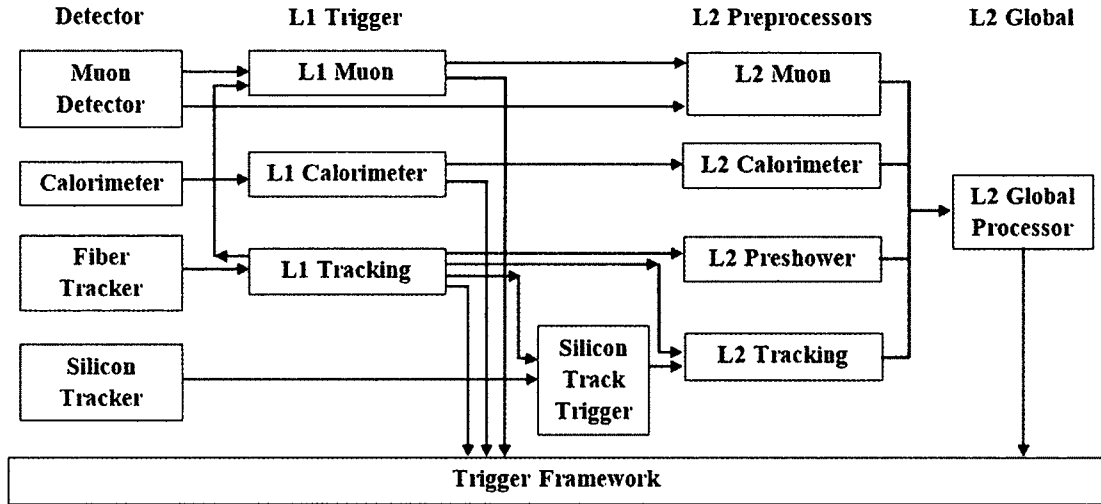 Detector
L1 Trigger
L2 Preprocessors
L2 Global
Muon
Detector
L1 Muon
L2 Muon
Calorimeter
L1 Calorimeter
L2 Calorimeter
L2 Global
Processor
Fiber
Tracker
L1 Tracking
L2 Preshower
Silicon
Tracker
Silicon
Track
Trigger
L2 Tracking
Trigger Framework